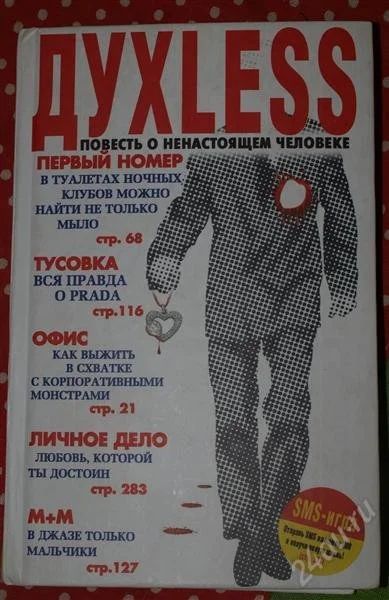 ДУХLESS
ПОВЕСТЬ О НЕНАСТОЯЩЕМ ЧЕЛОВЕКЕ
ПЕРВЫЙ НОМЕР
В ТУАЛЕТАХ НОЧНЫХ
КЛУБОВ МОЖНО
НАЙТИ НЕ ТОЛЬКО
МЫЛО
стр. 68
ТУСОВКА
ВСЯ ПРАВДА
О PRADA
стр.116
ОФИС
КАК ВЫЖИТЬ
В СХВАТКЕ
С КОРПОРАТИВНЫМИ
МОНСТРАМИ
стр. 21
ЛИЧНОЕ ДЕЛО
ЛЮБОВЬ, КОТОРОЙ
ТЫ ДОСТОИН
стр. 283
М+М
В ДЖАЗЕ ТОЛЬКО
МАЛЬЧИКИ
стр.127
SMS-игра